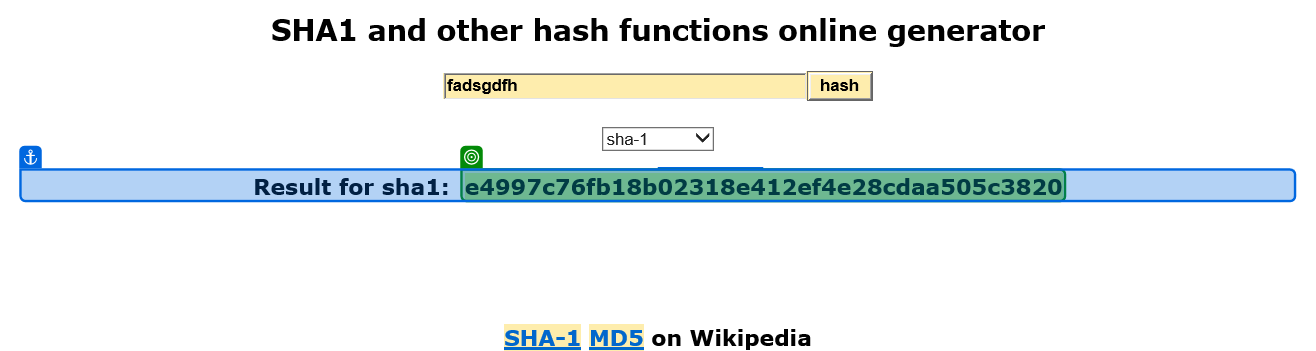 SHA1 and other hash functions online generator
fadsgdfh hash
sha-1
Result for sha1: e4997c76fb18b02318e412ef4e28cdaa505c3820
SHA-1 MD5 on Wikipedia